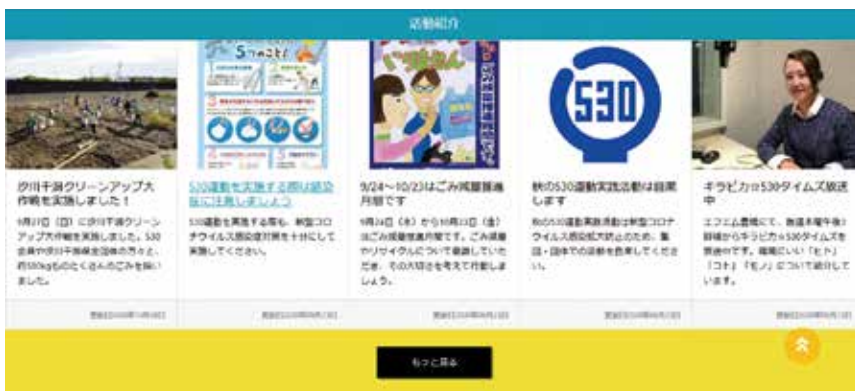 活動紹介
5つのこと!
530
汐川干潟クリーンアップ大
作戦を実施しました!
9月27日(日)に汐川干潟クリーン
アップ大作戦を実施しました。530
会員や汐川干潟保全団体の方々と、
約550kgものたくさんのごみを拾い
ました。
530運動を実施する際は感染
症に注意しましょう
530運動を実施する際も、新型コロ
ナウイルス感染症対策を十分にして
実施してください。
9/24~10/23はごみ減量推進
月間です
9月24日(木)から10月23日(金)
はごみ減量推進月間です。ごみ減量
やリサイクルについて意識していた
だき、その大切さを考えて行動しま
しょう。
秋の530運動実践活動は自粛
します
秋の530運動実践活動は新型コロナ
ウイルス感染拡大防止のため、集
団・団体での活動を自粛してくださ
い。
キラピカ☆530タイムズ放送
中
エフエム豊橋にて、毎週木曜午後3
時頃からキラピカ☆530タイムズを
放送中です。環境にいい「ヒト」
「コト」「モノ」について紹介して
います。
もっと見る